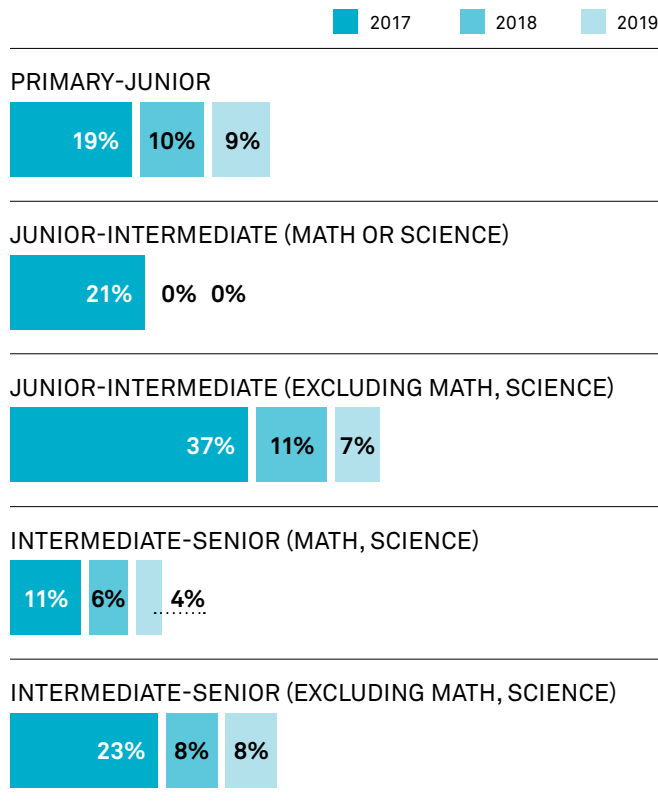 2017 2018 2019
PRIMARY-JUNIOR
19% 10% 9%
JUNIOR-INTERMEDIATE (MATH OR SCIENCE)
21% 0% 0%
JUNIOR-INTERMEDIATE (EXCLUDING MATH, SCIENCE)
37% 11% 7%
INTERMEDIATE-SENIOR (MATH, SCIENCE)
11% 6% 4%
INTERMEDIATE-SENIOR (EXCLUDING MATH, SCIENCE)
23% 8% 8%